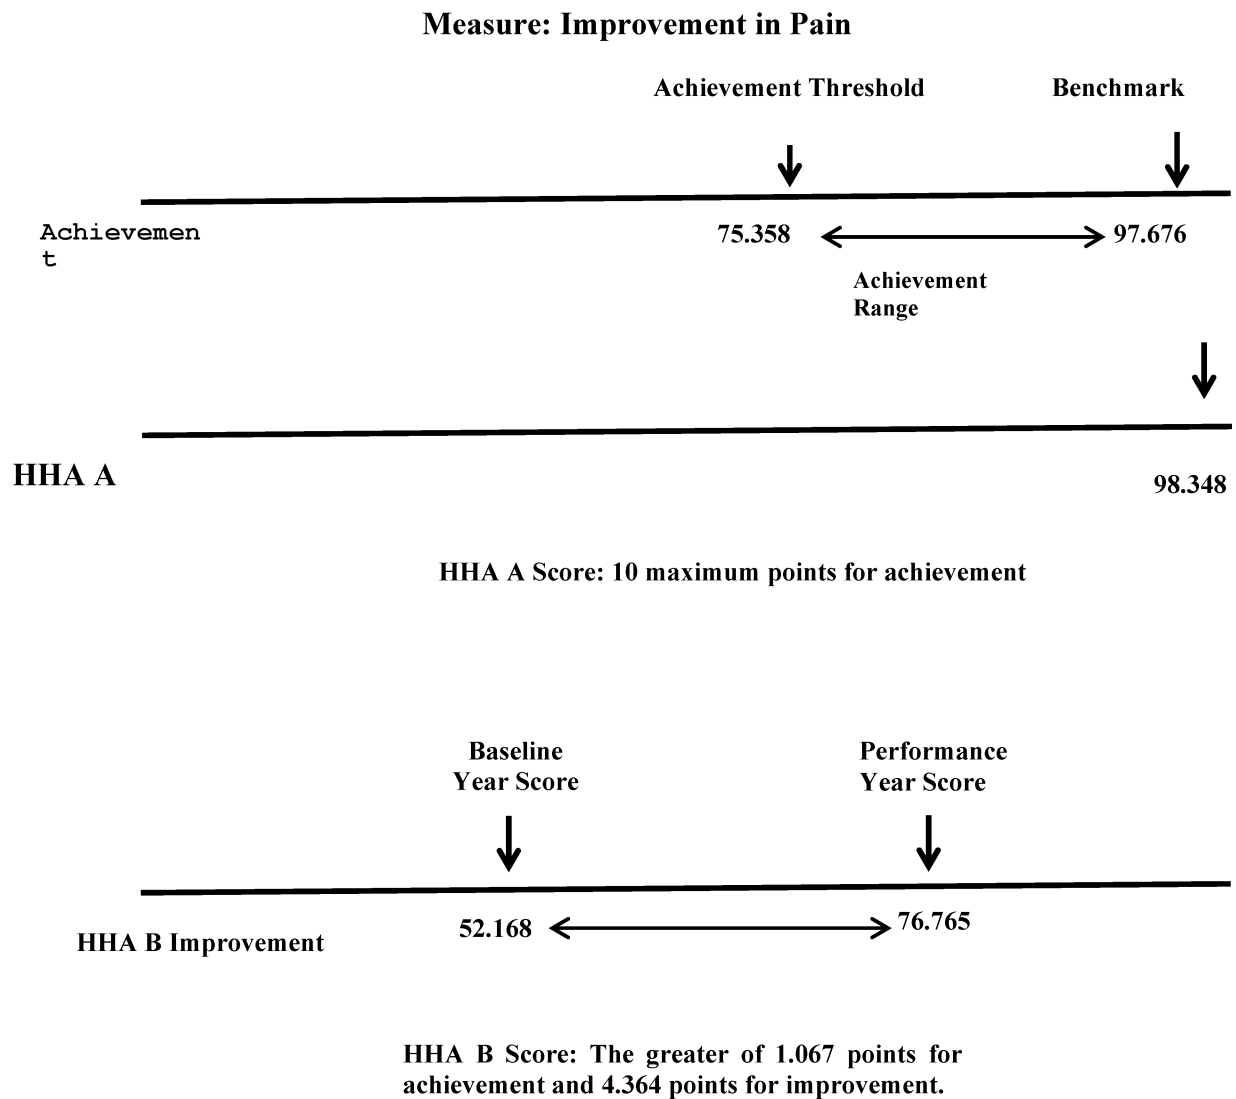 Measure: Improvement in Pain
Achievement Threshold
Benchmark
Achievemen
t
75.358
97.676
Achievement
Range
HHA A
98.348
HHA A Score: 10 maximum points for achievement
Baseline
Year Score
Performance
Year Score
HHA B Improvement
52.168
76.765
HHA B Score: The greater of 1.067 points for
achievement and 4.364 points for improvement.